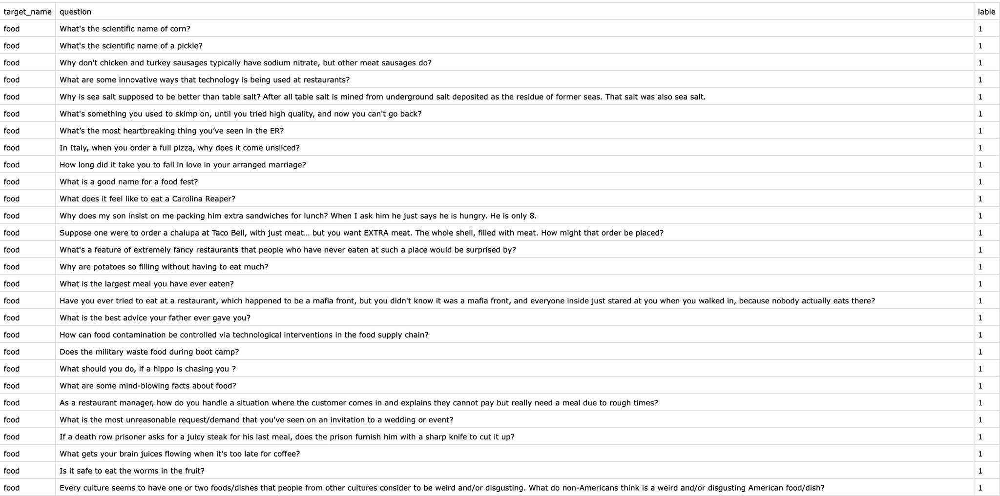 target_name question lable
food What's the scientific name of corn? 1
food What's the scientific name of a pickle? 1
food Why don't chicken and turkey sausages typically have sodium nitrate, but other meat sausages do? 1
food What are some innovative ways that technology is being used at restaurants? 1
food Why is sea salt supposed to be better than table salt? After all table salt is mined from underground salt deposited as the residue of former seas. That salt was also sea salt. 1
food What's something you used to skimp on, until you tried high quality, and now you can't go back? 1
food What’s the most heartbreaking thing you’ve seen in the ER? 1
food In Italy, when you order a full pizza, why does it come unsliced? 1
food How long did it take you to fall in love in your arranged marriage? 1
food What is a good name for a food fest? 1
food What does it feel like to eat a Carolina Reaper? 1
food Why does my son insist on me packing him extra sandwiches for lunch? When I ask him he just says he is hungry. He is only 8. 1
food Suppose one were to order a chalupa at Taco Bell, with just meat... but you want EXTRA meat. The whole shell, filled with meat. How might that order be placed? 1
food What's a feature of extremely fancy restaurants that people who have never eaten at such a place would be surprised by? 1
food Why are potatoes so filling without having to eat much? 1
food What is the largest meal you have ever eaten? 1
food Have you ever tried to eat at a restaurant, which happened to be a mafia front, but you didn't know it was a mafia front, and everyone inside just stared at you when you walked in, because nobody actually eats there? 1
food What is the best advice your father ever gave you? 1
food How can food contamination be controlled via technological interventions in the food supply chain? 1
food Does the military waste food during boot camp? 1
food What should you do, if a hippo is chasing you ? 1
food What are some mind-blowing facts about food? 1
food As a restaurant manager, how do you handle a situation where the customer comes in and explains they cannot pay but really need a meal due to rough times? 1
food What is the most unreasonable request/demand that you've seen on an invitation to a wedding or event? 1
food If a death row prisoner asks for a juicy steak for his last meal, does the prison furnish him with a sharp knife to cut it up? 1
food What gets your brain juices flowing when it's too late for coffee? 1
food Is it safe to eat the worms in the fruit? 1
food Every culture seems to have one or two foods/dishes that people from other cultures consider to be weird and/or disgusting. What do non-Americans think is a weird and/or disgusting American food/dish? 1